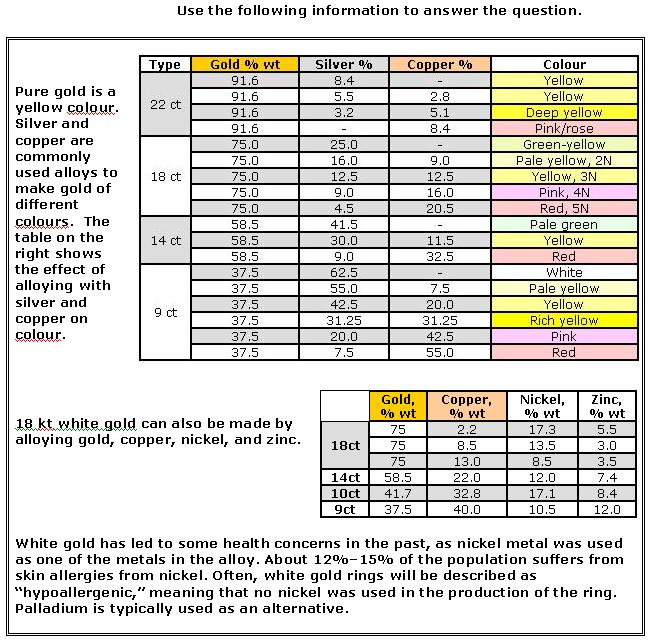 Use the following information to answer the question.
Pure gold is a
yellow colour.
Silver and
copper are
commonly
used alloys to
make gold of
different
colours. The
table on the
right shows
the effect of
alloying with
silver and
copper on
colour.
Type Gold % wt Silver % Copper % Colour
22 ct
91.6 8.4 - Yellow
91.6 5.5 2.8 Yellow
91.6 3.2 5.1 Deep yellow
91.6 - 8.4 Pink/rose
18 ct
75.0 25.0 - Green-yellow
75.0 16.0 9.0 Pale yellow, 2N
75.0 12.5 12.5 Yellow, 3N
75.0 9.0 16.0 Pink, 4N
75.0 4.5 20.5 Red, 5N
14 ct
58.5 41.5 - Pale green
58.5 30.0 11.5 Yellow
58.5 9.0 32.5 Red
9 ct
37.5 62.5 - White
37.5 55.0 7.5 Pale yellow
37.5 42.5 20.0 Yellow
37.5 31.25 31.25 Rich yellow
37.5 20.0 42.5 Pink
37.5 7.5 55.0 Red
18 kt white gold can also be made by
alloying gold, copper, nickel, and zinc.
Gold, Copper, Nickel, Zinc,
% wt % wt % wt % wt
18ct
75 2.2 17.3 5.5
75 8.5 13.5 3.0
75 13.0 8.5 3.5
14ct 58.5 22.0 12.0 7.4
10ct 41.7 32.8 17.1 8.4
9ct 37.5 40.0 10.5 12.0
White gold has led to some health concerns in the past, as nickel metal was used
as one of the metals in the alloy. About 12%–15% of the population suffers from
skin allergies from nickel. Often, white gold rings will be described as
“hypoallergenic,” meaning that no nickel was used in the production of the ring.
Palladium is typically used as an alternative.